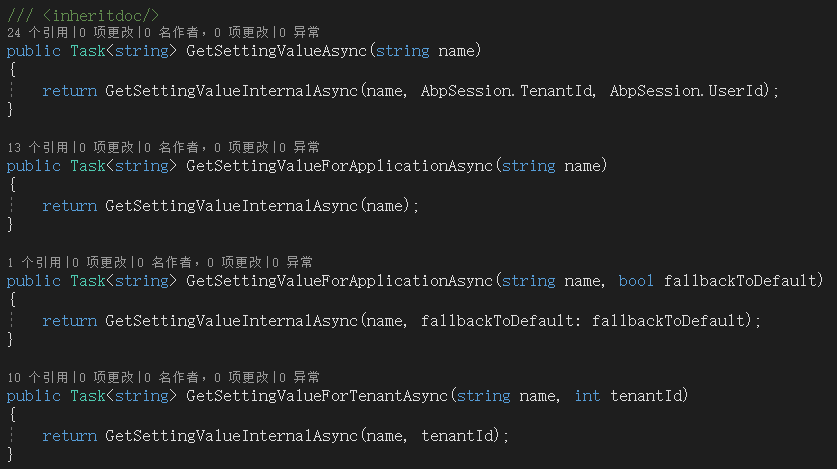 /// <inheritdoc/>
24 个引用|0 项更改|0 名作者，0 项更改|0 异常
public Task<string> GetSettingValueAsync(string name)
{
    return GetSettingValueInternalAsync(name, AbpSession.TenantId, AbpSession.UserId);
}
13 个引用|0 项更改|0 名作者，0 项更改|0 异常
public Task<string> GetSettingValueForApplicationAsync(string name)
{
    return GetSettingValueInternalAsync(name);
}
1 个引用|0 项更改|0 名作者，0 项更改|0 异常
public Task<string> GetSettingValueForApplicationAsync(string name, bool fallbackToDefault)
{
    return GetSettingValueInternalAsync(name, fallbackToDefault: fallbackToDefault);
}
10 个引用|0 项更改|0 名作者，0 项更改|0 异常
public Task<string> GetSettingValueForTenantAsync(string name, int tenantId)
{
    return GetSettingValueInternalAsync(name, tenantId);
}